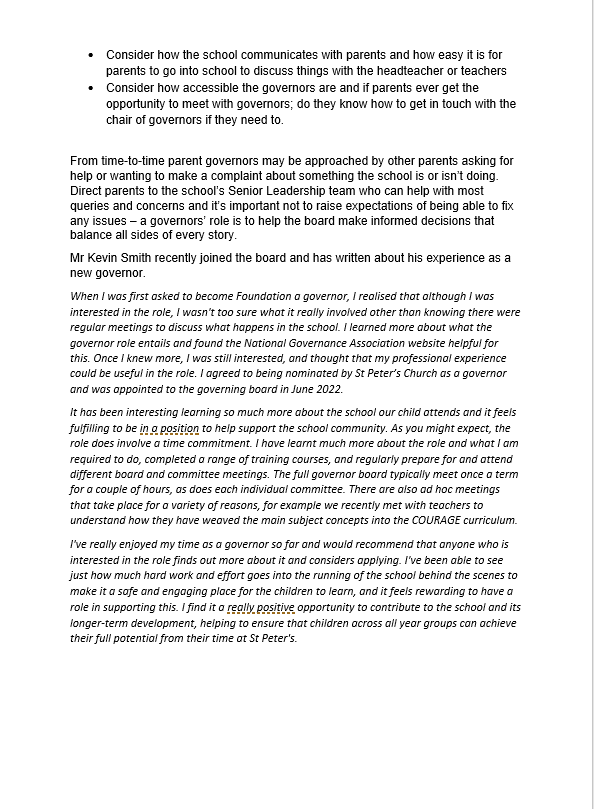 • Consider how the school communicates with parents and how easy it is for
parents to go into school to discuss things with the headteacher or teachers
• Consider how accessible the governors are and if parents ever get the
opportunity to meet with governors; do they know how to get in touch with the
chair of governors if they need to.
From time-to-time parent governors may be approached by other parents asking for
help or wanting to make a complaint about something the school is or isn't doing.
Direct parents to the school's Senior Leadership team who can help with most
queries and concerns and it's important not to raise expectations of being able to fix
any issues – a governors' role is to help the board make informed decisions that
balance all sides of every story.
Mr Kevin Smith recently joined the board and has written about his experience as a
new governor.
When I was first asked to become Foundation a governor, I realised that although I was
interested in the role, I wasn't too sure what it really involved other than knowing there were
regular meetings to discuss what happens in the school. I learned more about what the
governor role entails and found the National Governance Association website helpful for
this. Once I knew more, I was still interested, and thought that my professional experience
could be useful in the role. I agreed to being nominated by St Peter's Church as a governor
and was appointed to the governing board in June 2022.
It has been interesting learning so much more about the school our child attends and it feels
fulfilling to be in a position to help support the school community. As you might expect, the
role does involve a time commitment. I have learnt much more about the role and what I am
required to do, completed a range of training courses, and regularly prepare for and attend
different board and committee meetings. The full governor board typically meet once a term
for a couple of hours, as does each individual committee. There are also ad hoc meetings
that take place for a variety of reasons, for example we recently met with teachers to
understand how they have weaved the main subject concepts into the COURAGE curriculum.
I've really enjoyed my time as a governor so far and would recommend that anyone who is
interested in the role finds out more about it and considers applying. I've been able to see
just how much hard work and effort goes into the running of the school behind the scenes to
make it a safe and engaging place for the children to learn, and it feels rewarding to have a
role in supporting this. I find it a really positive opportunity to contribute to the school and its
longer-term development, helping to ensure that children across all year groups can achieve
their full potential from their time at St Peter's.